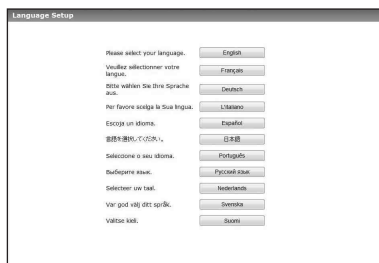 Language Setup
Please select your language. English
Veuillez sélectionner votre
langue. Français
Bitte wählen Sie Ihre Sprache
aus. Deutsch
Per favore scelga la Sua lingua. L'italiano
Escoja un idioma. Español
言語を選択してください。 日本語
Seleccione o seu idioma. Português
Выберите язык. Русский язык
Selecteer uw taal. Nederlands
Var god välj ditt språk. Svenska
Valitse kieli. Suomi